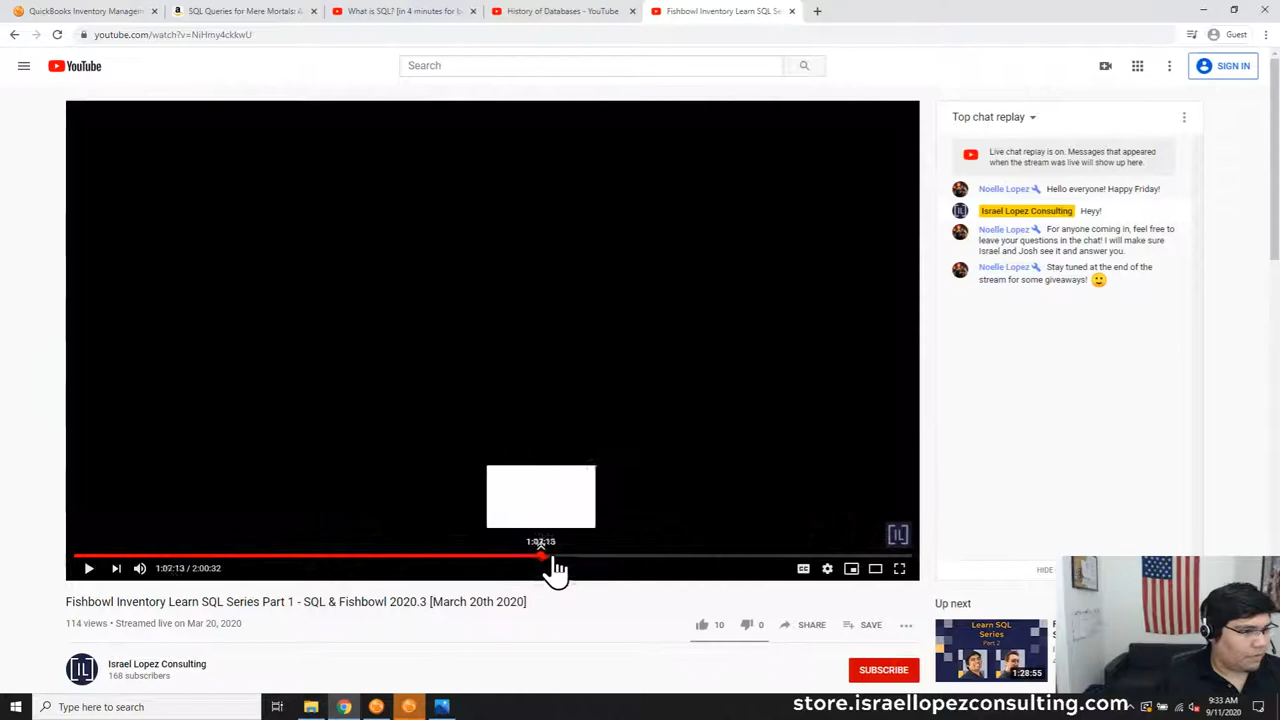 QuickBooks Inventory Managem
SQL Queries for Mere Mortals
What is SQL? [in 4 minutes for b
History of Databases - YouTube
Fishbowl Inventory Learn SQL Se
youtube.com/watch?v=NiHmy4ckkwU
Guest
YouTube
Search
SIGN IN
Top chat replay
Live chat replay is on. Messages that appeared
when the stream was live will show up here.
Noelle Lopez Hello everyone! Happy Friday!
Israel Lopez Consulting Heyy!
Noelle Lopez For anyone coming in, feel free to
leave your questions in the chat! I will make sure
Israel and Josh see it and answer you.
Noelle Lopez Stay tuned at the end of the
stream for some giveaways!
[IL]
1:07:13 / 2:00:32
HIDE
Fishbowl Inventory Learn SQL Series Part 1 - SQL & Fishbowl 2020.3 [March 20th 2020]
114 views • Streamed live on Mar 20, 2020
10
0
SHARE
SAVE
Up next
Learn SQL
Series
Part 2
1:28:55
[IL]
Israel Lopez Consulting
168 subscribers
SUBSCRIBE
Type here to search
store.israellopezconsulting.com
9:33 AM
9/11/2020